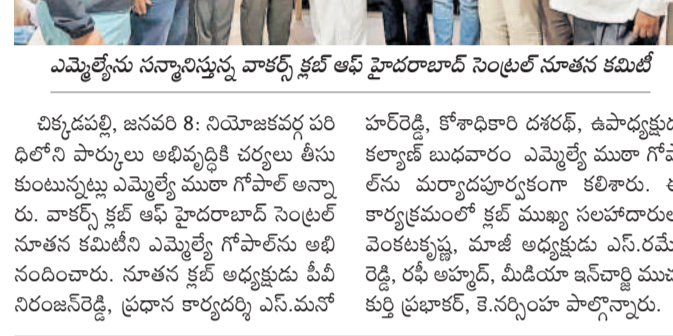 ఎమ్మెల్యేను సన్మానిస్తున్న వాకర్స్ క్లబ్ ఆఫ్ హైదరాబాద్ సెంట్రల్ నూతన కమిటీ
చిక్కడపల్లి, జనవరి 8: నియోజకవర్గ పరి
ధిలోని పార్కులు అభివృద్ధికి చర్యలు తీసు
కుంటున్నట్లు ఎమ్మెల్యే ముఠా గోపాల్ అన్నా
రు. వాకర్స్ క్లబ్ ఆఫ్ హైదరాబాద్ సెంట్రల్
నూతన కమిటీని ఎమ్మెల్యే గోపాల్‌ను అభి
నందించారు. నూతన క్లబ్ అధ్యక్షుడు పీవీ
నిరంజన్‌రెడ్డి, ప్రధాన కార్యదర్శి ఎస్.మనో
హర్‌రెడ్డి, కోశాధికారి దశరథ్, ఉపాధ్యక్షుడు
కల్యాణ్ బుధవారం ఎమ్మెల్యే ముఠా గోపా
ల్‌ను మర్యాదపూర్వకంగా కలిశారు. ఈ
కార్యక్రమంలో క్లబ్ ముఖ్య సలహాదారులు
వెంకటకృష్ణ, మాజీ అధ్యక్షుడు ఎస్.రమే
రెడ్డి, రఫీ అహ్మద్, మీడియా ఇన్‌చార్జి ముచ
కుర్తి ప్రభాకర్, కె.నర్సింహ పాల్గొన్నారు.